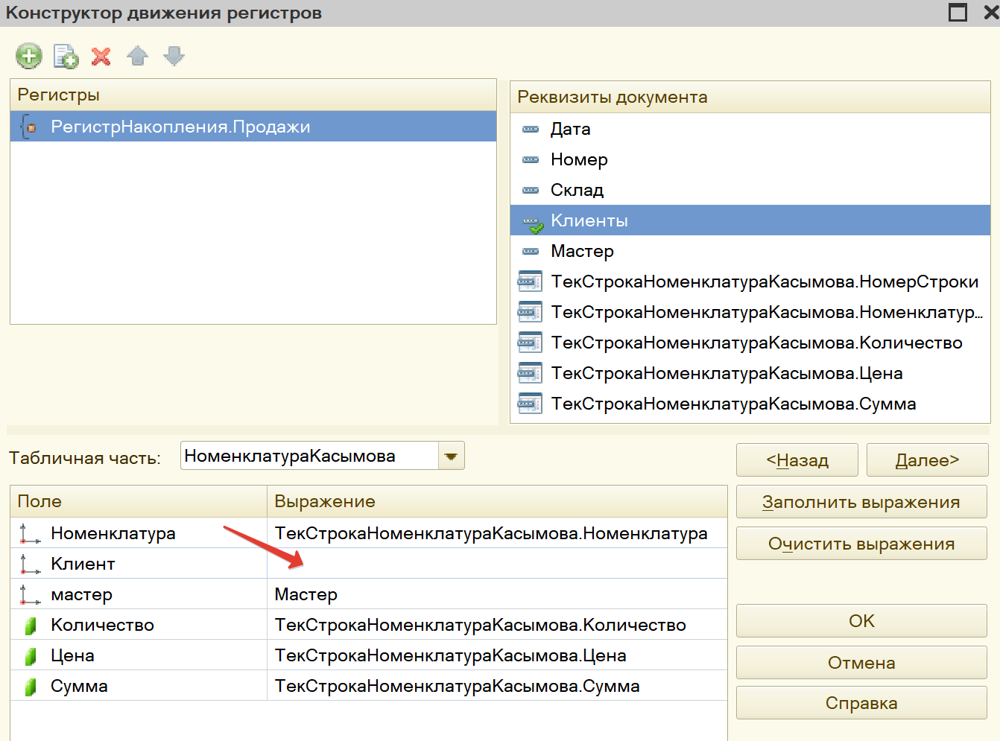 Конструктор движения регистров
Регистры
РегистрНакопления.Продажи
Реквизиты документа
Дата
Номер
Склад
Клиенты
Мастер
ТекСтрокаНоменклатураКасымова.НомерСтроки
ТекСтрокаНоменклатураКасымова.Номенклатур...
ТекСтрокаНоменклатураКасымова.Количество
ТекСтрокаНоменклатураКасымова.Цена
ТекСтрокаНоменклатураКасымова.Сумма
Табличная часть: НоменклатураКасымова
<Назад Далее>
Заполнить выражения
Очистить выражения
OK
Отмена
Справка
Поле Выражение
Номенклатура ТекСтрокаНоменклатураКасымова.Номенклатура
Клиент
мастер Мастер
Количество ТекСтрокаНоменклатураКасымова.Количество
Цена ТекСтрокаНоменклатураКасымова.Цена
Сумма ТекСтрокаНоменклатураКасымова.Сумма